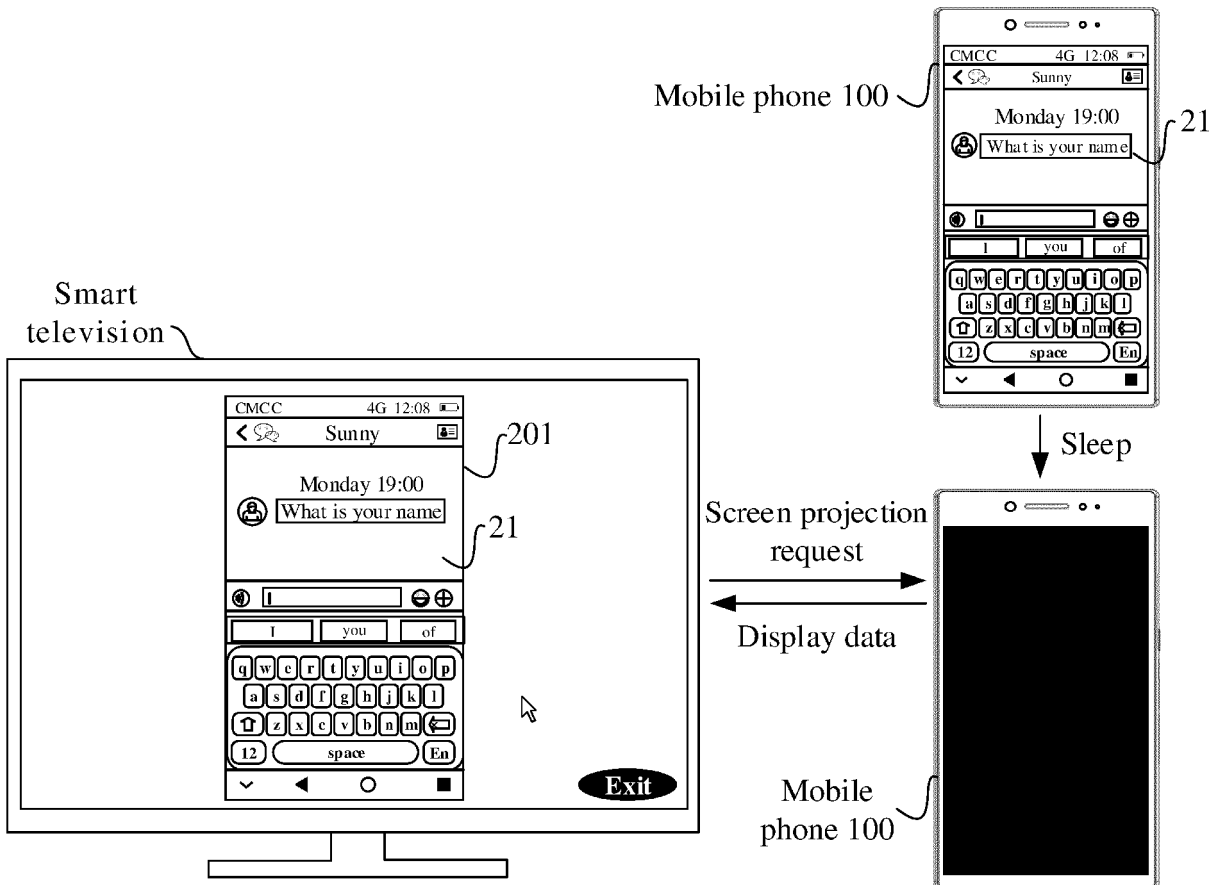 CMCC 4G 12:08
Sunny
Mobile phone 100
Monday 19:00
21
What is your name
I you of
q w e r t y u i o p
a s d f g h j k l
z x c v b n m
12 space En
Sleep
Smart
television
CMCC 4G 12:08
Sunny
201
Monday 19:00
What is your name
21
I you of
q w e r t y u i o p
a s d f g h j k l
z x c v b n m
12 space En
Exit
Screen projection
request
Display data
Mobile
phone 100